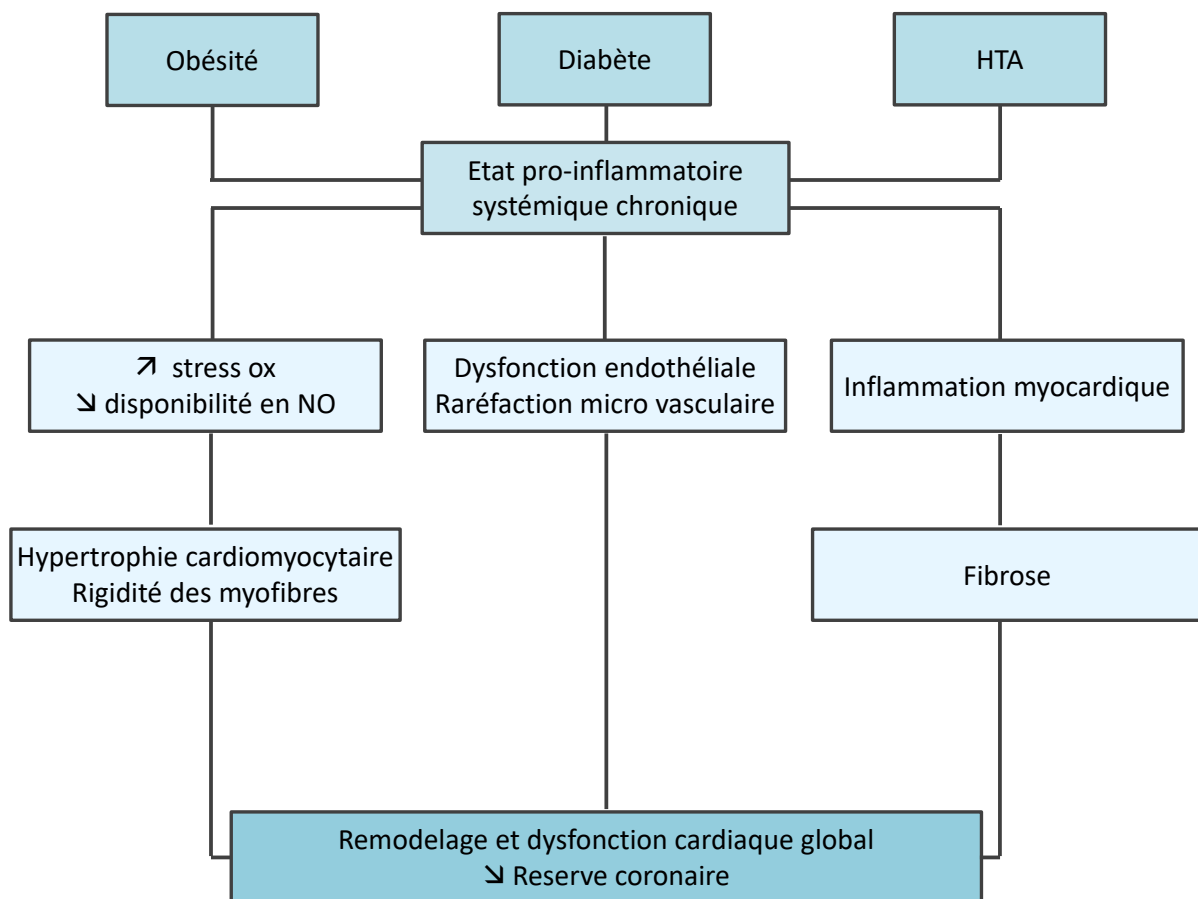 Obésité
Diabète
HTA
Etat pro-inflammatoire
systémique chronique
↗ stress ox
↘ disponibilité en NO
Dysfonction endothéliale
Raréfaction micro vasculaire
Inflammation myocardique
Hypertrophie cardiomyocytaire
Rigidité des myofibres
Fibrose
Remodelage et dysfonction cardiaque global
↘ Reserve coronaire